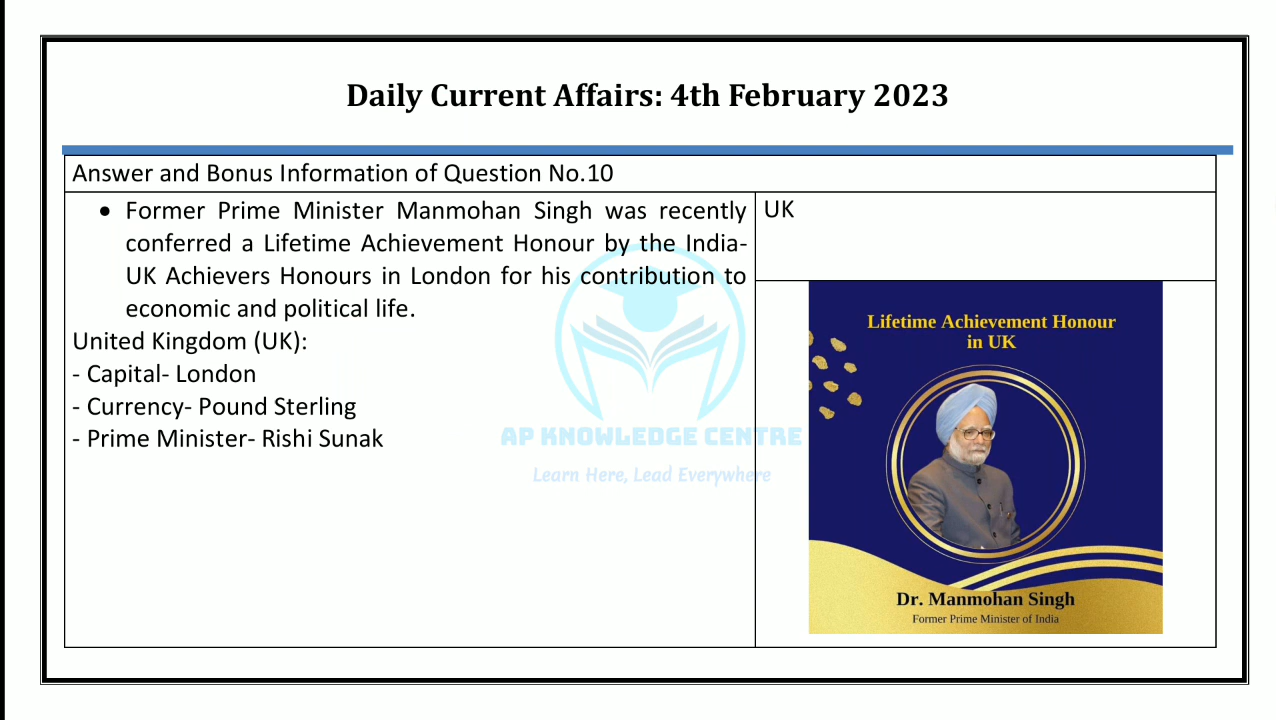 Daily Current Affairs: 4th February 2023
Answer and Bonus Information of Question No.10
• Former Prime Minister Manmohan Singh was recently
conferred a Lifetime Achievement Honour by the India-
UK Achievers Honours in London for his contribution to
economic and political life.
United Kingdom (UK):
- Capital- London
- Currency- Pound Sterling
- Prime Minister- Rishi Sunak
UK
Lifetime Achievement Honour
in UK
Dr. Manmohan Singh
Former Prime Minister of India
AP KNOWLEDGE CENTRE
Learn Here, Lead Everywhere